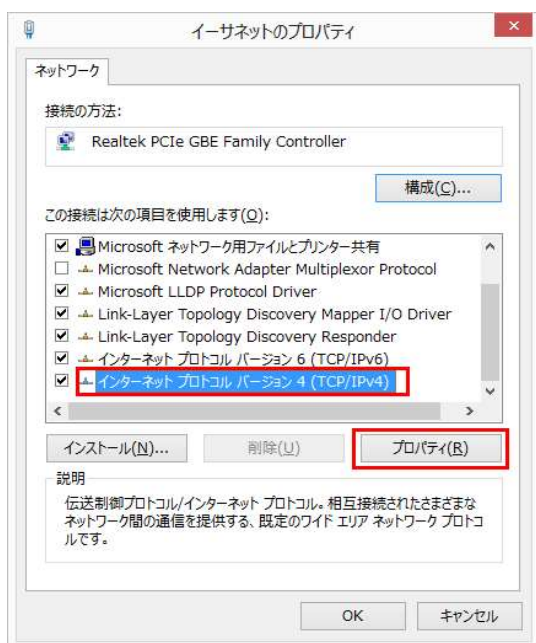 イーサネットのプロパティ
ネットワーク
接続の方法:
Realtek PCIe GBE Family Controller
構成(C)...
この接続は次の項目を使用します(O):
Microsoft ネットワーク用ファイルとプリンター共有
Microsoft Network Adapter Multiplexor Protocol
Microsoft LLDP Protocol Driver
Link-Layer Topology Discovery Mapper I/O Driver
Link-Layer Topology Discovery Responder
インターネット プロトコル バージョン 6 (TCP/IPv6)
インターネット プロトコル バージョン 4 (TCP/IPv4)
インストール(N)...
削除(U)
プロパティ(R)
説明
伝送制御プロトコル/インターネット プロトコル。相互接続されたさまざまな
ネットワーク間の通信を提供する、既定のワイド エリア ネットワーク プロトコ
ルです。
OK
キャンセル